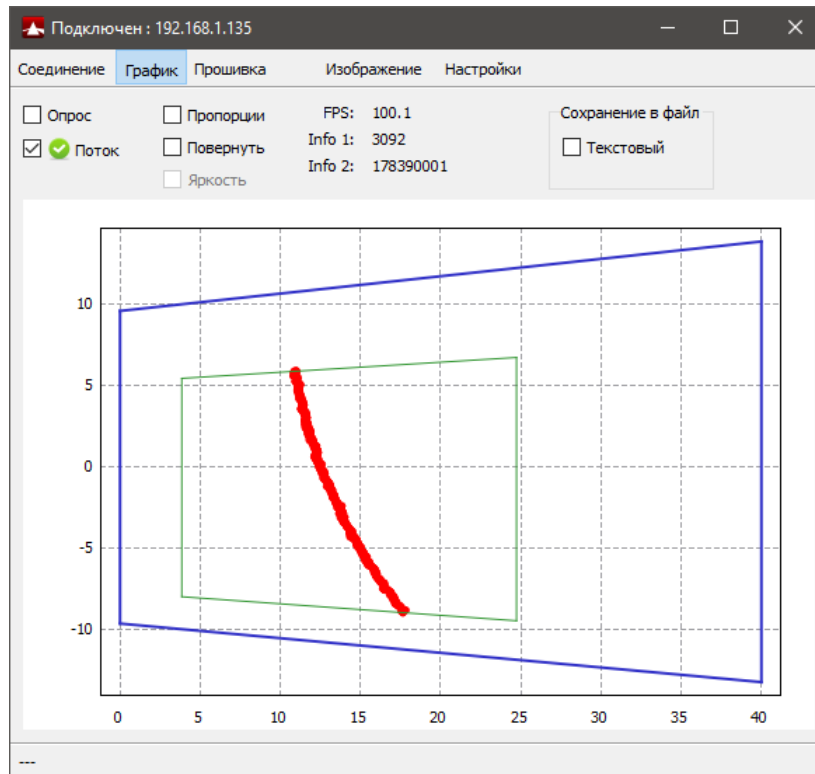 Подключен : 192.168.1.135
Соединение График Прошивка Изображение Настройки
Опрос Пропорции FPS: 100.1 Сохранение в файл
Поток Повернуть Info 1: 3092 Текстовый
Яркость Info 2: 178390001
10
5
0
-5
-10
0 5 10 15 20 25 30 35 40
---